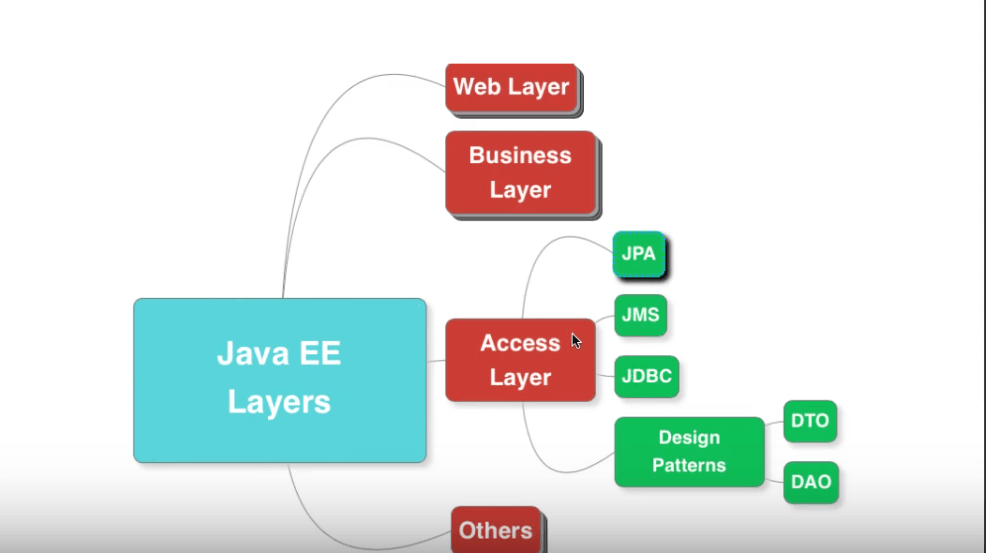 Web Layer
Business
Layer
JPA
JMS
Java EE
Layers
Access
Layer
JDBC
Design
Patterns
DTO
DAO
Others